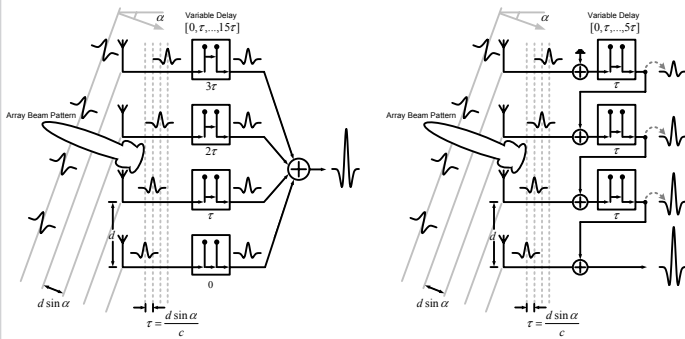 α
Variable Delay
[0,τ,...,15τ]
3τ
Array Beam Pattern
2τ
τ
d
0
d sin α
τ = d sin α / c
α
Variable Delay
[0,τ,...,5τ]
τ
Array Beam Pattern
τ
τ
d
d sin α
τ = d sin α / c